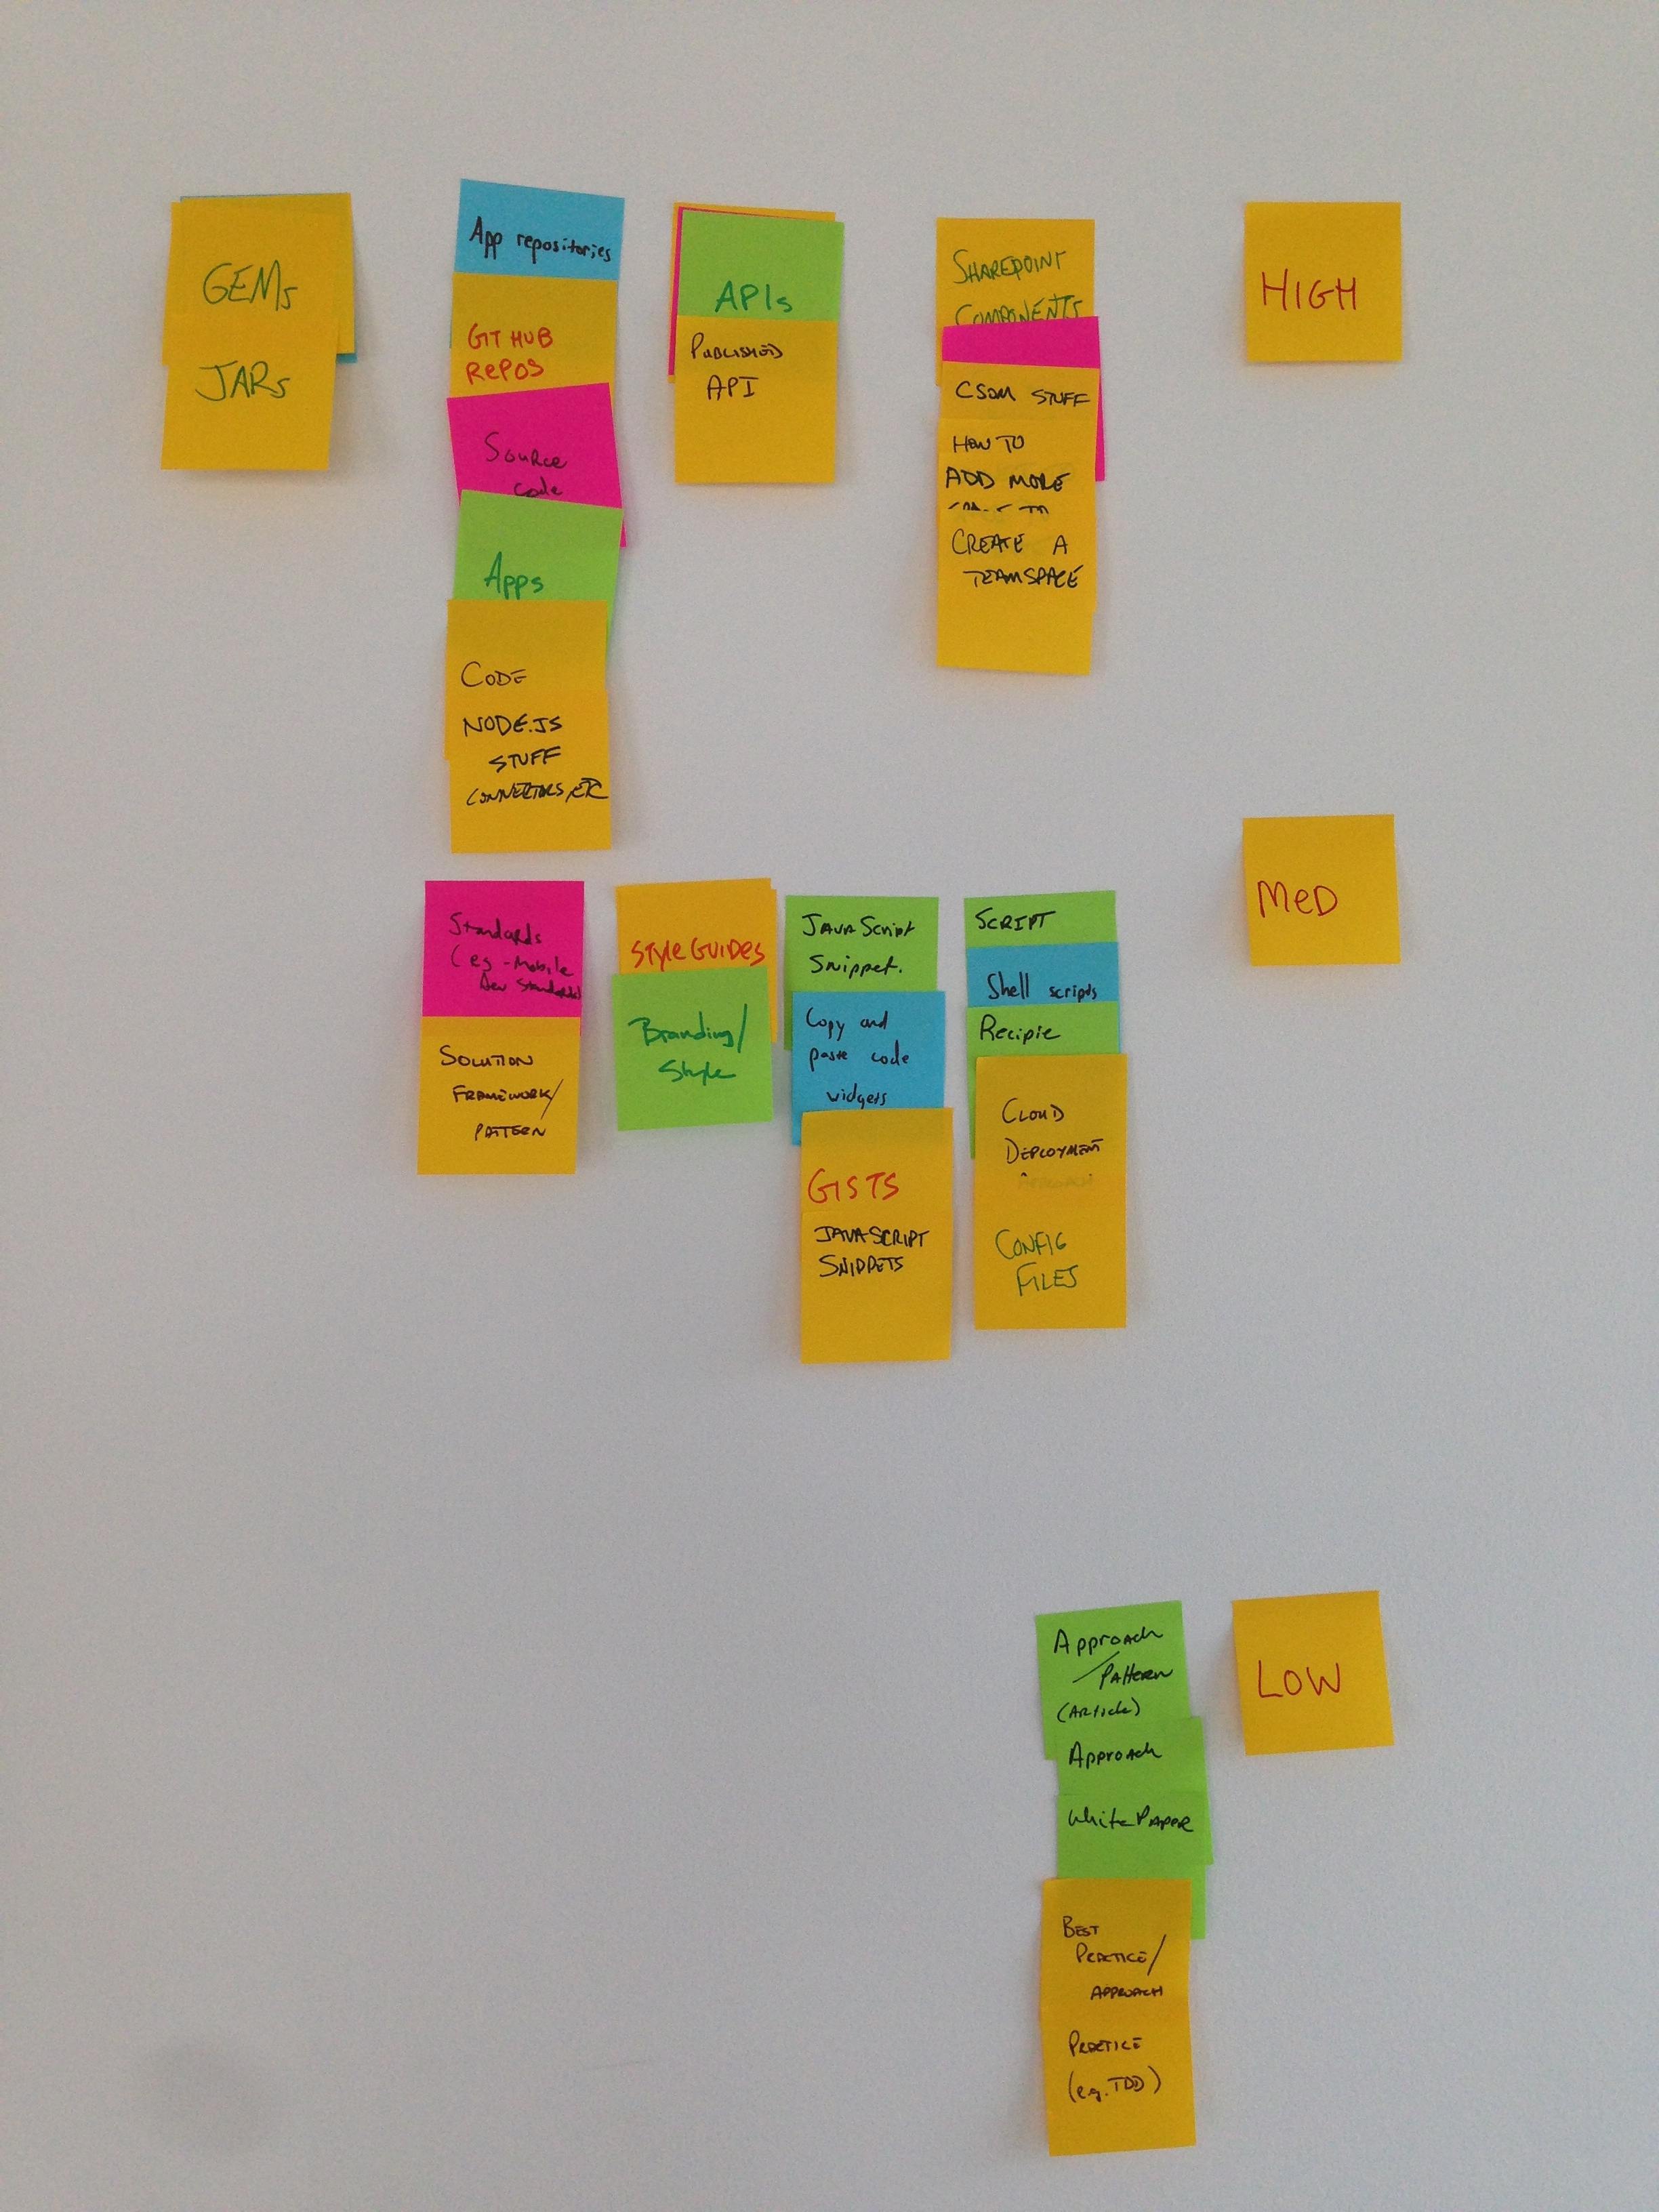 GEMs
JARs
App repositories
GIT HUB
RePOS
Source
code
Apps
CODE
NODE.JS
STUFF
CONNECTORS, ETC
APIs
PUBLISHED
API
SHAREPOINT
COMPONENTS
CSOM STUFF
HOW TO
ADD MORE
CREATE A
TEAMSPACE
HIGH
Standards
(eg - Mobile
Dev Standards)
SOLUTION
FRAMEWORK/
PATTERN
STYLE GUIDES
Branding/
Style
JAVASCRIPT
Snippet.
Copy and
paste code
widgets
GISTS
JAVASCRIPT
SNIPPETS
SCRIPT
Shell scripts
Recipie
CLOUD
DEPLOYMENT
APPROACH
CONFIG
FILES
MeD
Approach
/Pattern
(Article)
Approach
White PAPER
BEST
PRACTICE/
APPROACH
PRACTICE
(e.g. TDD)
LOW